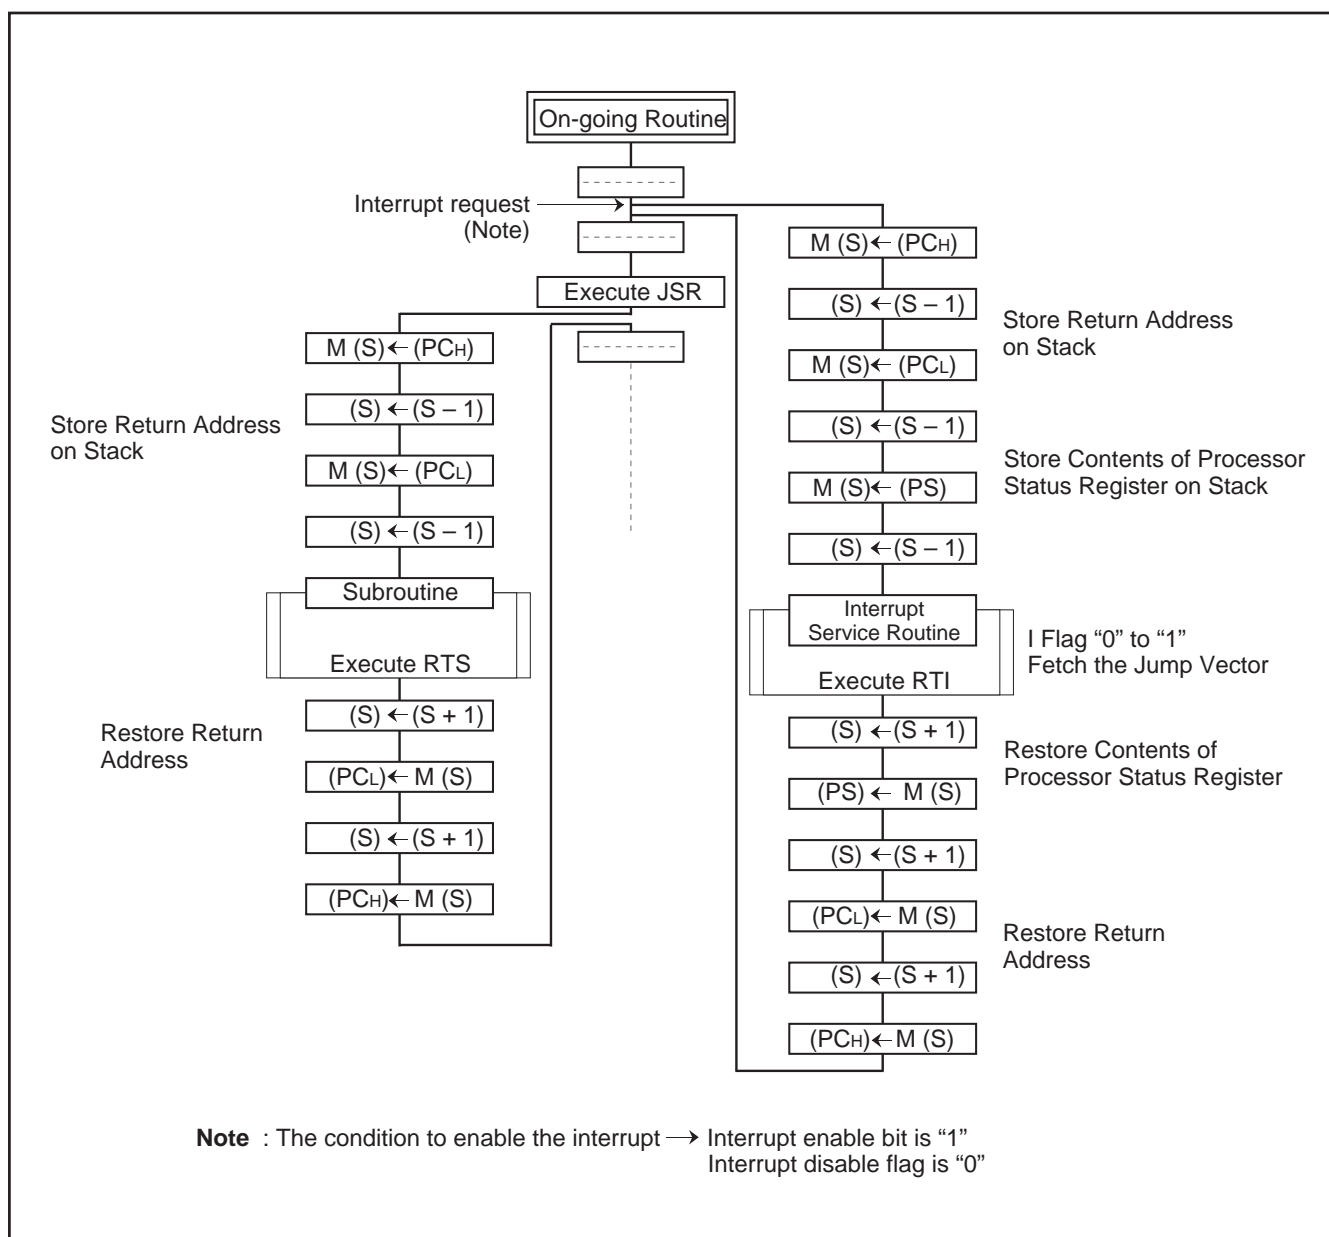 On-going Routine
Interrupt request
(Note)
Execute JSR
M (S) ← (PCH)
(S) ← (S – 1)
M (S) ← (PCL)
(S) ← (S – 1)
Store Return Address
on Stack
Subroutine
Execute RTS
(S) ← (S + 1)
(PCL) ← M (S)
(S) ← (S + 1)
(PCH) ← M (S)
Restore Return
Address
M (S) ← (PCH)
(S) ← (S – 1)
M (S) ← (PCL)
(S) ← (S – 1)
M (S) ← (PS)
(S) ← (S – 1)
Store Return Address
on Stack
Store Contents of Processor
Status Register on Stack
Interrupt
Service Routine
Execute RTI
I Flag “0” to “1”
Fetch the Jump Vector
(S) ← (S + 1)
(PS) ← M (S)
(S) ← (S + 1)
(PCL) ← M (S)
(S) ← (S + 1)
(PCH) ← M (S)
Restore Contents of
Processor Status Register
Restore Return
Address
Note : The condition to enable the interrupt → Interrupt enable bit is “1”
Interrupt disable flag is “0”